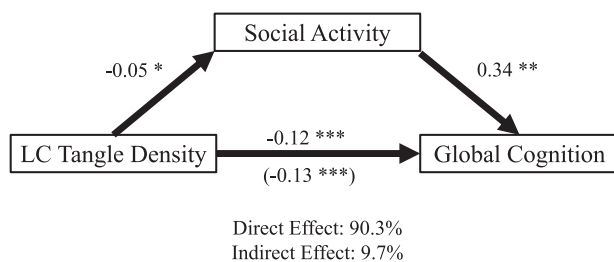 Social Activity
-0.05 *
0.34 **
LC Tangle Density
-0.12 ***
(-0.13 ***)
Global Cognition
Direct Effect: 90.3%
Indirect Effect: 9.7%